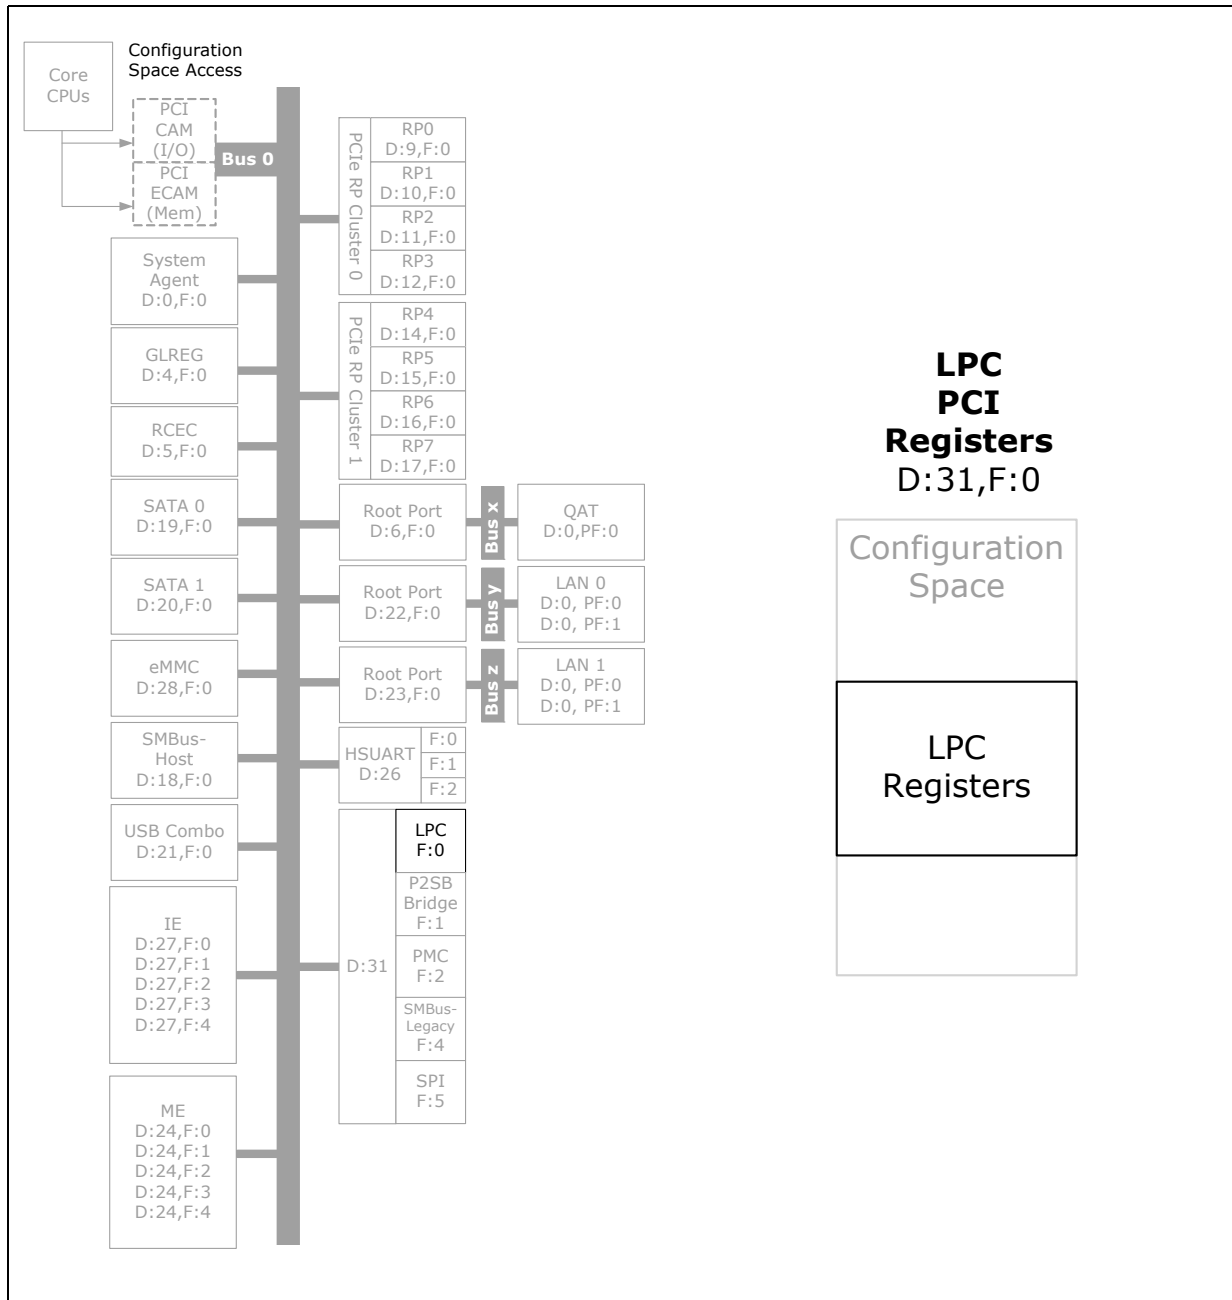 Configuration
Space Access
Core
CPUs
PCI
CAM
(I/O)
PCI
ECAM
(Mem)
Bus 0
System
Agent
D:0,F:0
GLREG
D:4,F:0
RCEC
D:5,F:0
SATA 0
D:19,F:0
SATA 1
D:20,F:0
eMMC
D:28,F:0
SMBus-
Host
D:18,F:0
USB Combo
D:21,F:0
IE
D:27,F:0
D:27,F:1
D:27,F:2
D:27,F:3
D:27,F:4
ME
D:24,F:0
D:24,F:1
D:24,F:2
D:24,F:3
D:24,F:4
PCIe RP Cluster 0
RP0
D:9,F:0
RP1
D:10,F:0
RP2
D:11,F:0
RP3
D:12,F:0
PCIe RP Cluster 1
RP4
D:14,F:0
RP5
D:15,F:0
RP6
D:16,F:0
RP7
D:17,F:0
Root Port
D:6,F:0
Bus x
QAT
D:0,PF:0
Root Port
D:22,F:0
Bus y
LAN 0
D:0, PF:0
D:0, PF:1
Root Port
D:23,F:0
Bus z
LAN 1
D:0, PF:0
D:0, PF:1
HSUART
D:26
F:0
F:1
F:2
D:31
LPC
F:0
P2SB
Bridge
F:1
PMC
F:2
SMBus-
Legacy
F:4
SPI
F:5
LPC
PCI
Registers
D:31,F:0
Configuration
Space
LPC
Registers